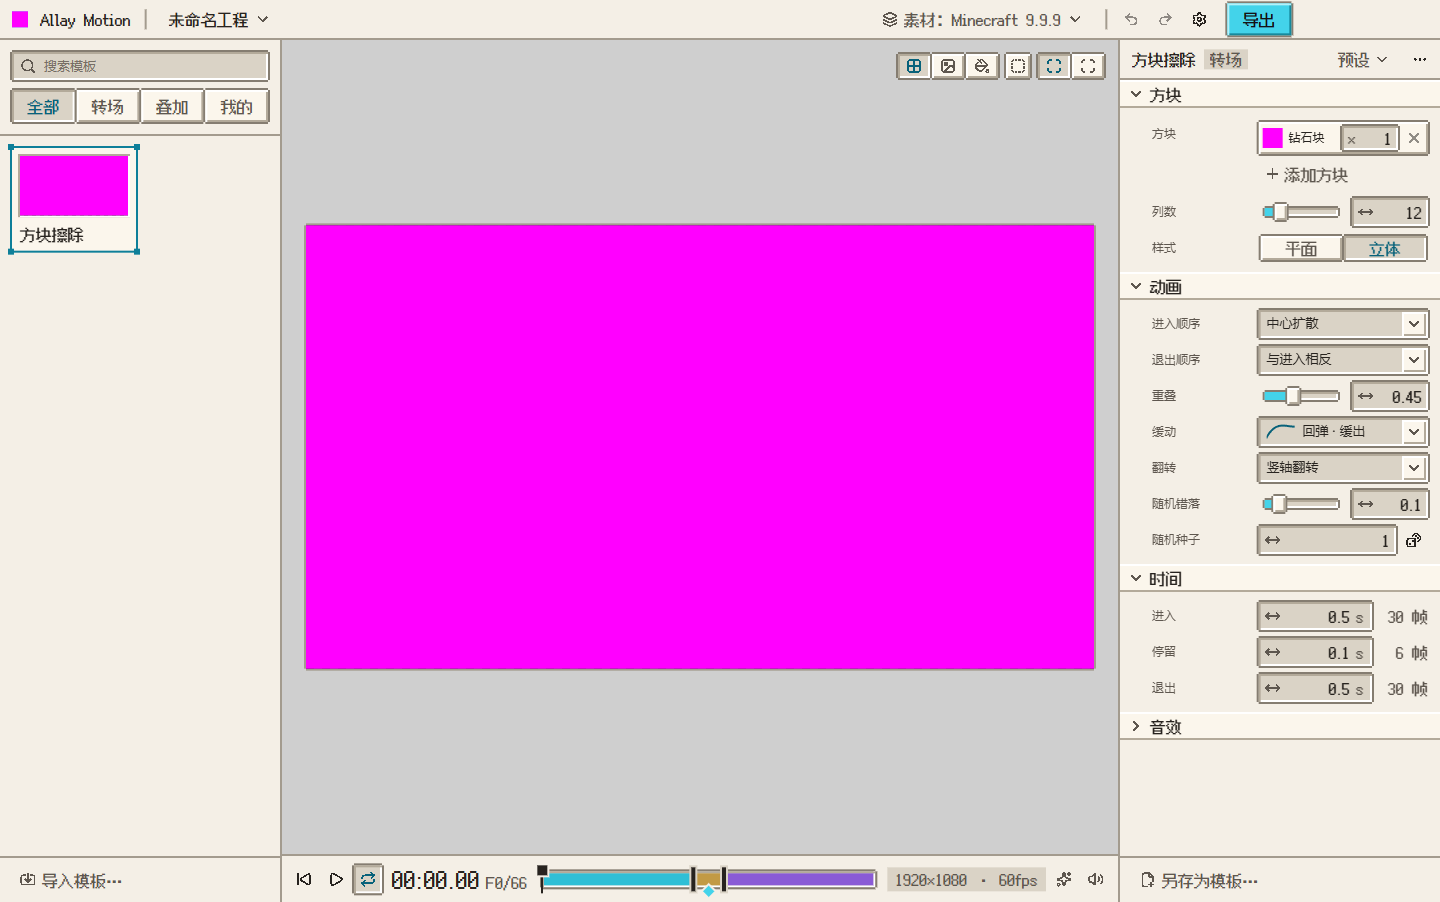 Allay Motion
未命名工程
素材：Minecraft 9.9.9
导出
搜索模板
全部
转场
叠加
我的
方块擦除
导入模板…
00:00.00
F0/66
1920×1080 · 60fps
方块擦除
转场
预设
方块
方块
钻石块
x 1
+ 添加方块
列数
12
样式
平面
立体
动画
进入顺序
中心扩散
退出顺序
与进入相反
重叠
0.45
缓动
回弹 · 缓出
翻转
竖轴翻转
随机错落
0.1
随机种子
1
时间
进入
0.5 s
30 帧
停留
0.1 s
6 帧
退出
0.5 s
30 帧
音效
另存为模板…